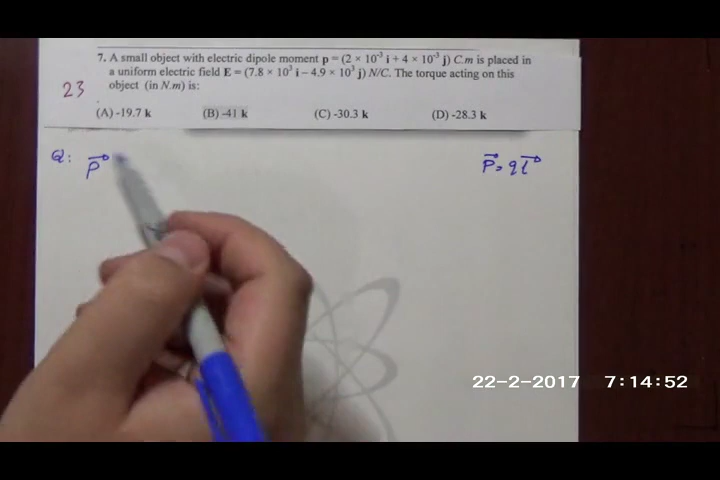 7. A small object with electric dipole moment p = (2 × 10⁻³ i + 4 × 10⁻³ j) C.m is placed in
a uniform electric field E = (7.8 × 10³ i – 4.9 × 10³ j) N/C. The torque acting on this
object (in N.m) is:
23
(A) -19.7 k (B) -41 k (C) -30.3 k (D) -28.3 k
Q: P⃗
P⃗ = qℓ⃗
22-2-2017 7:14:52